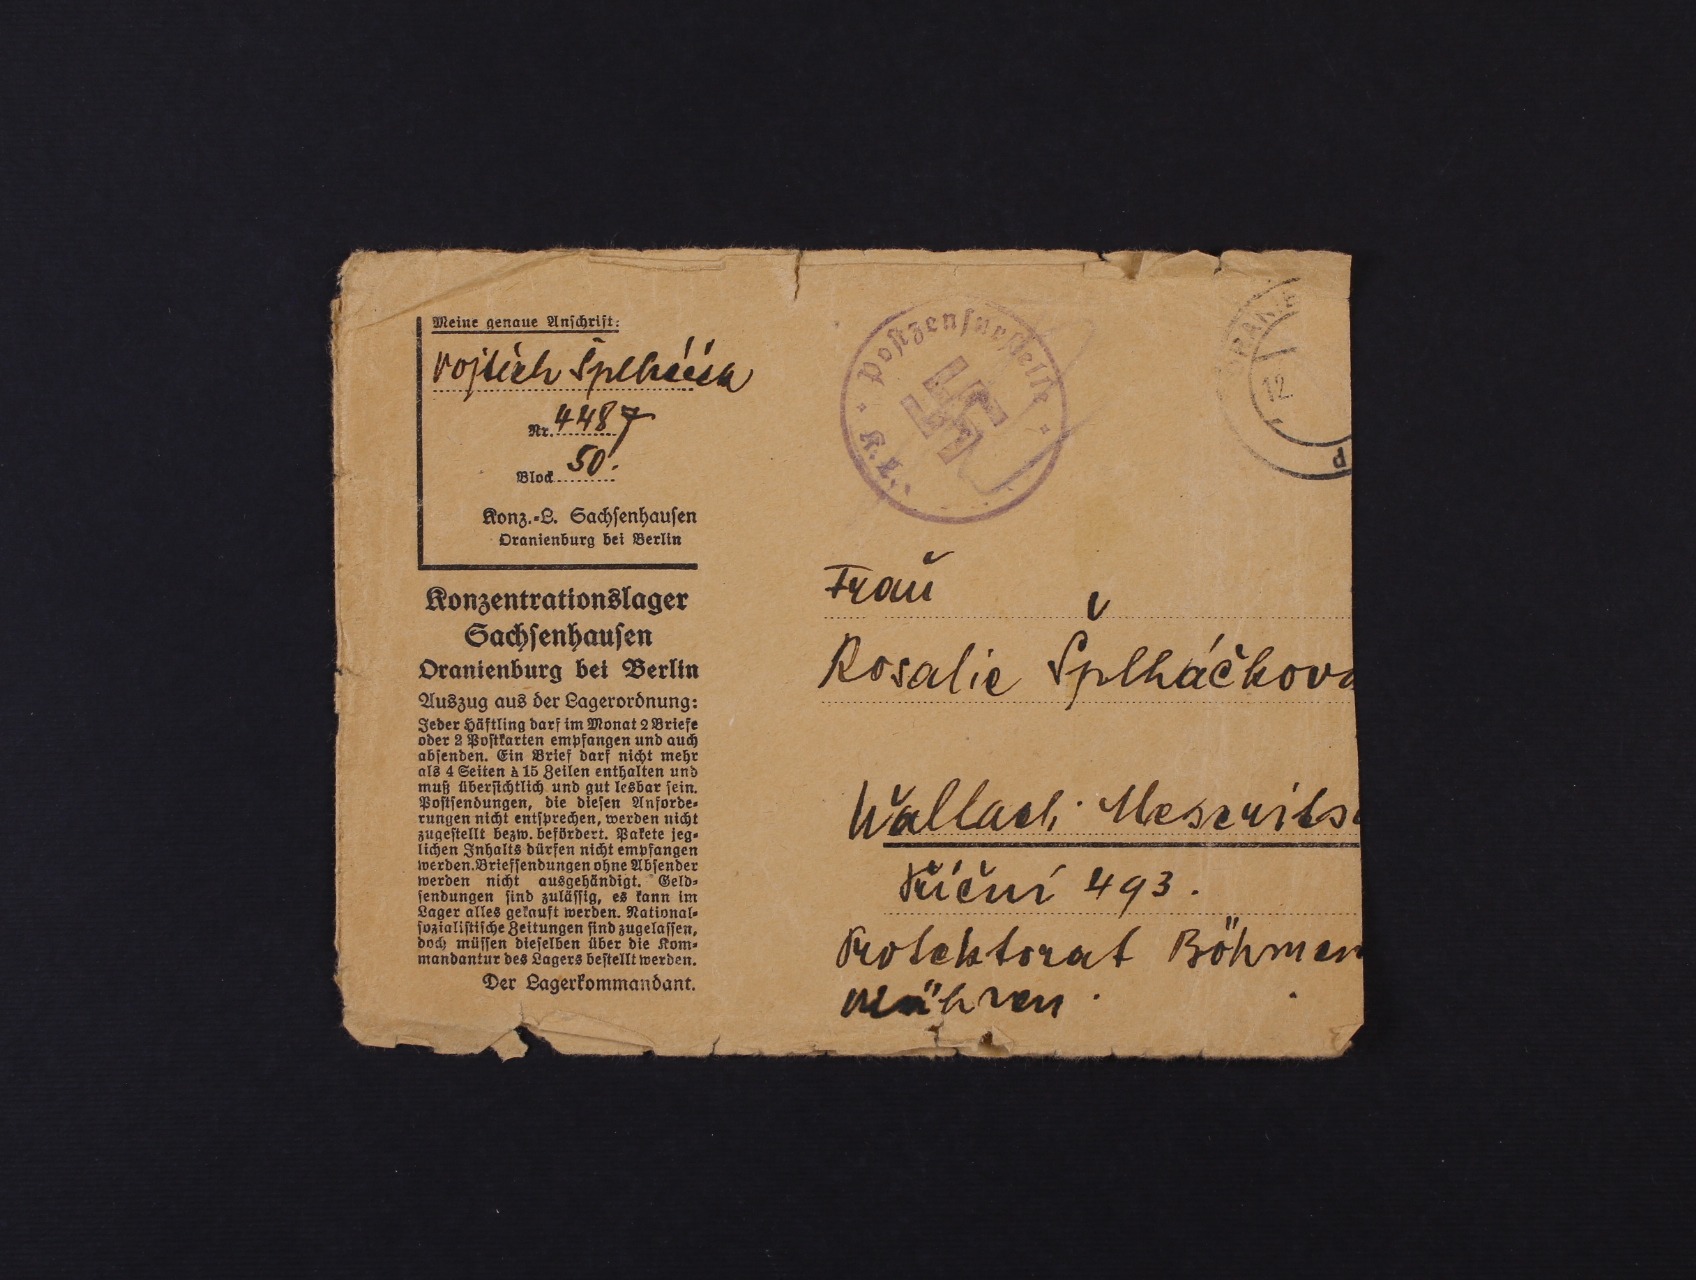 Meine genaue Anschrift:
Vojtěch Šplháčk
Nr. 4487
Block 50.
Konz.-L. Sachsenhausen
Oranienburg bei Berlin
Konzentrationslager
Sachsenhausen
Oranienburg bei Berlin
Auszug aus der Lagerordnung:
Jeder Häftling darf im Monat 2 Briefe
oder 2 Postkarten empfangen und auch
absenden. Ein Brief darf nicht mehr
als 4 Seiten à 15 Zeilen enthalten und
muß übersichtlich und gut lesbar sein.
Postsendungen, die diesen Anforde-
rungen nicht entsprechen, werden nicht
zugestellt bezw. befördert. Pakete jeg-
lichen Inhalts dürfen nicht empfangen
werden. Briefsendungen ohne Absender
werden nicht ausgehändigt. Geld-
sendungen sind zulässig, es kann im
Lager alles gekauft werden. National-
sozialistische Zeitungen sind zugelassen,
doch müssen dieselben über die Kom-
mandantur des Lagers bestellt werden.
Der Lagerkommandant.
Postzensurstelle
K.L.
ORANIE
12
d
Frau
Rosalie Šplháčkova
Wallach. Meseritsc
Říční 493.
Protektorat Böhmen
Mähren.